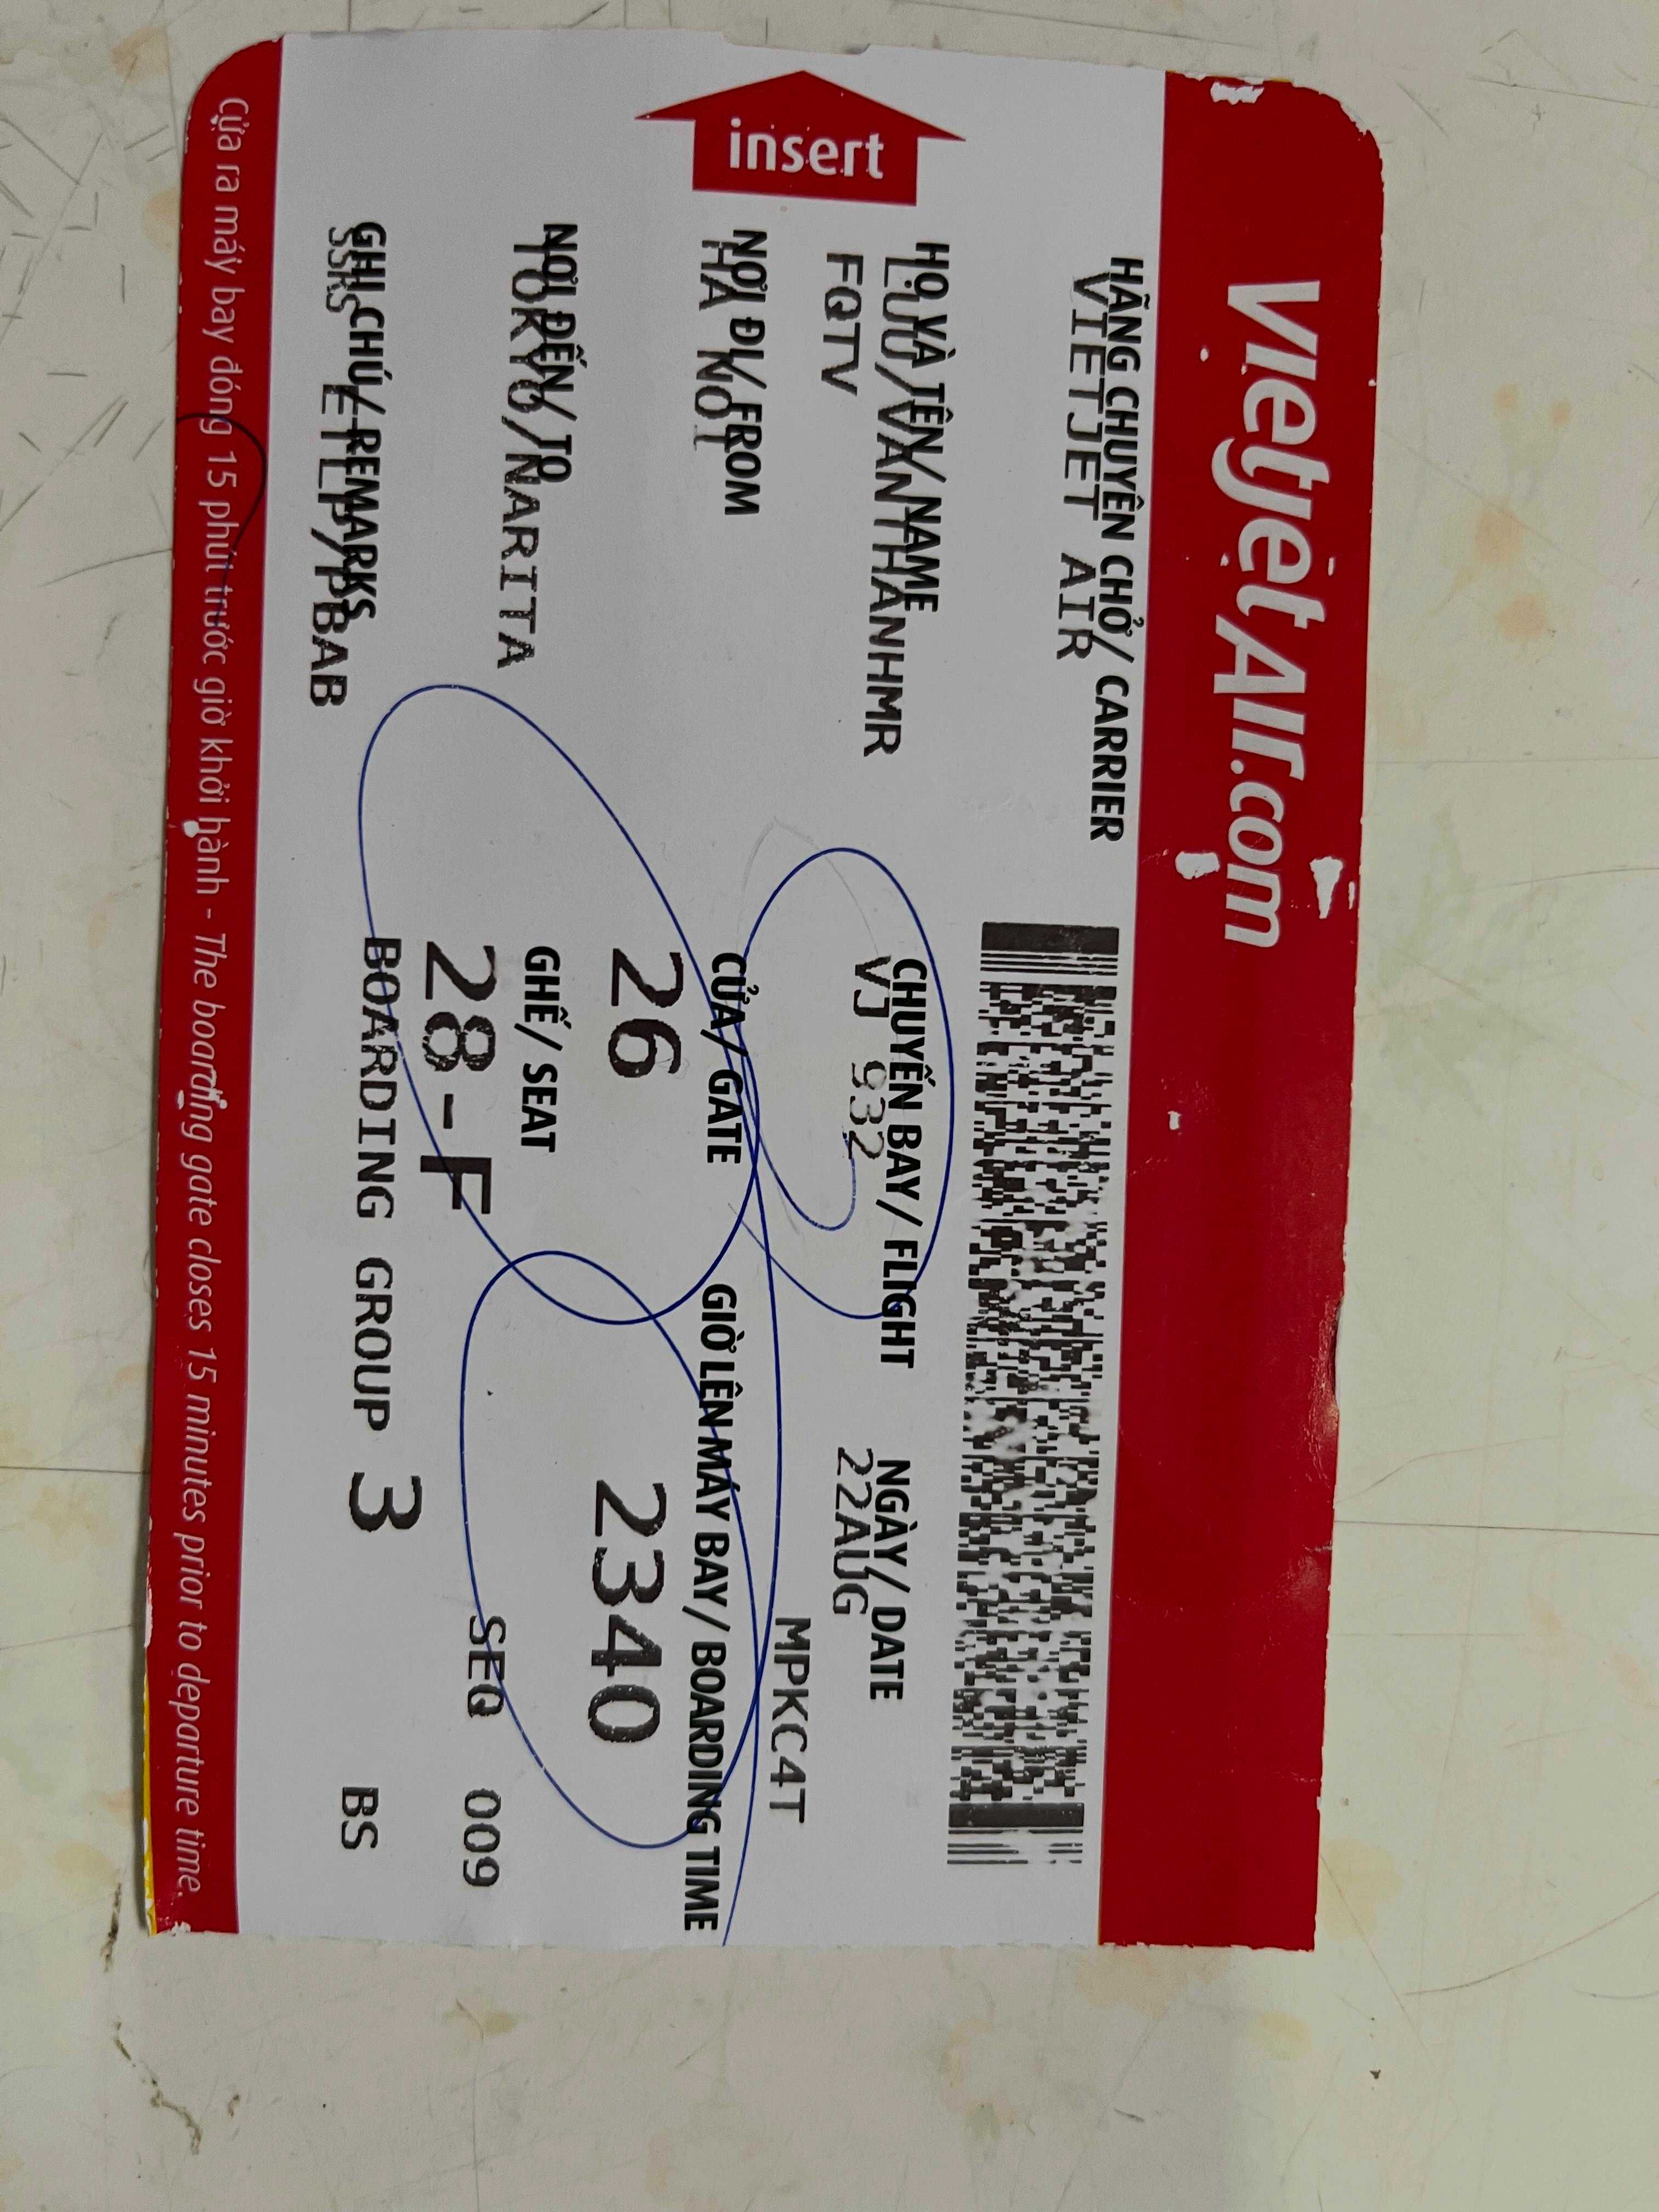 VietjetAir.com
HÃNG CHUYÊN CHỞ/ CARRIER
VIETJET AIR
insert
HỌ VÀ TÊN/ NAME
LUU/VANTHANHMR
FQTV
CHUYẾN BAY/ FLIGHT
VJ 932
NGÀY/ DATE
22AUG
MPKC4T
NƠI ĐI/ FROM
HA NOI
CỬA/ GATE
26
GIỜ LÊN MÁY BAY/ BOARDING TIME
2340
NƠI ĐẾN/ TO
TOKYO/NARITA
GHẾ/ SEAT
28-F
SEQ 009
GHI CHÚ/ REMARKS
SSRS ETLP/PBAB
BOARDING GROUP 3
BS
Cửa ra máy bay đóng 15 phút trước giờ khởi hành - The boarding gate closes 15 minutes prior to departure time.